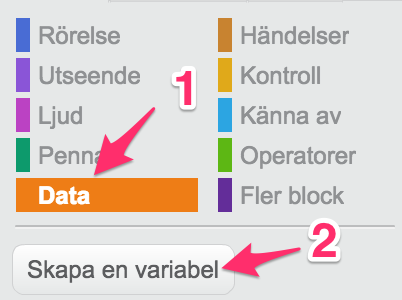 Rörelse Händelser
Utseende Kontroll
1
Ljud Känna av
Penna Operatorer
Data Fler block
2
Skapa en variabel